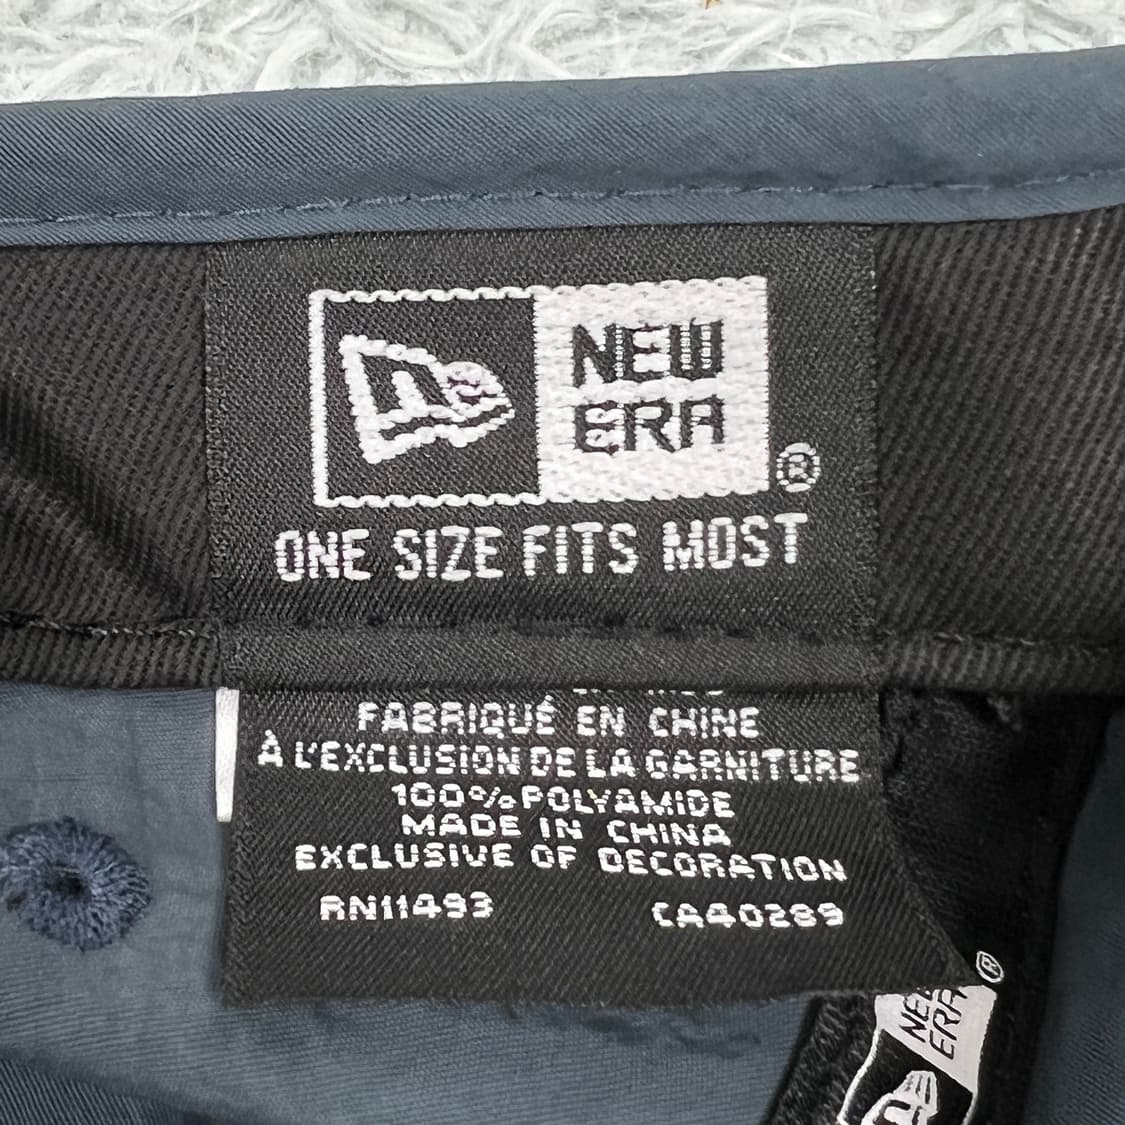 NEW
ERA
®
ONE SIZE FITS MOST
FABRIQUÉ EN CHINE
À L'EXCLUSION DE LA GARNITURE
100% POLYAMIDE
MADE IN CHINA
EXCLUSIVE OF DECORATION
RN11493 CA40289
®
NEW
ERA